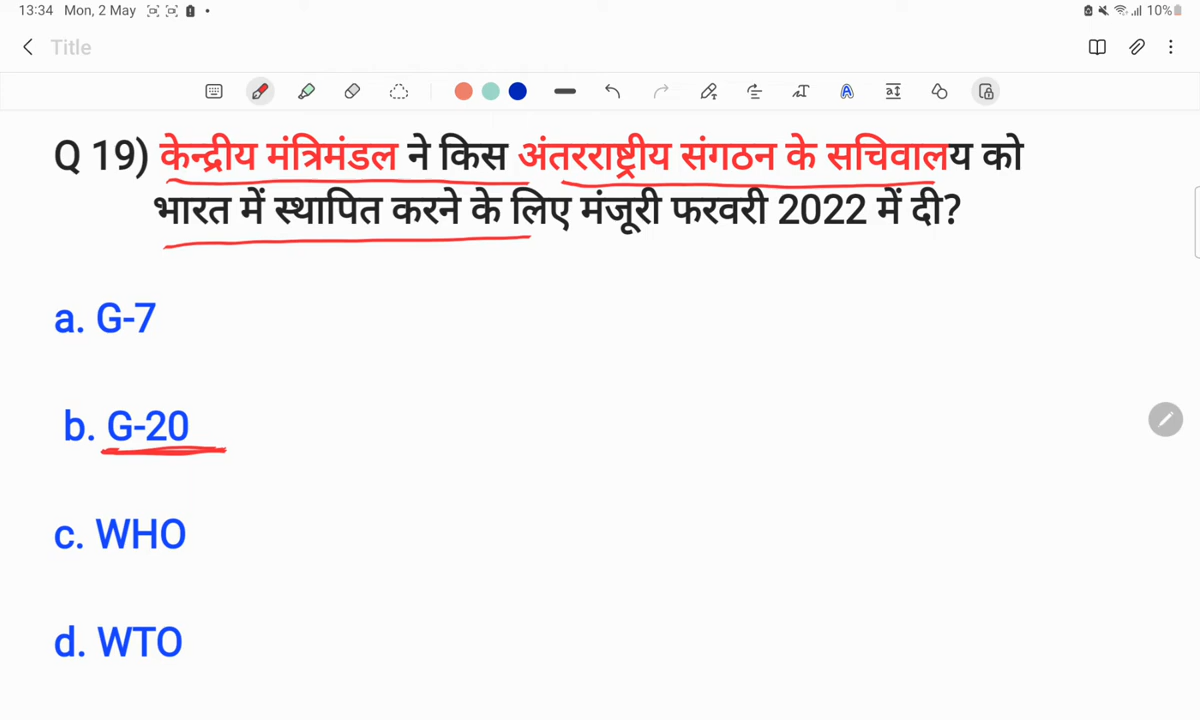 13:34 Mon, 2 May 10%
Title
Q 19) केन्द्रीय मंत्रिमंडल ने किस अंतरराष्ट्रीय संगठन के सचिवालय को
भारत में स्थापित करने के लिए मंजूरी फरवरी 2022 में दी?
a. G-7
b. G-20
c. WHO
d. WTO